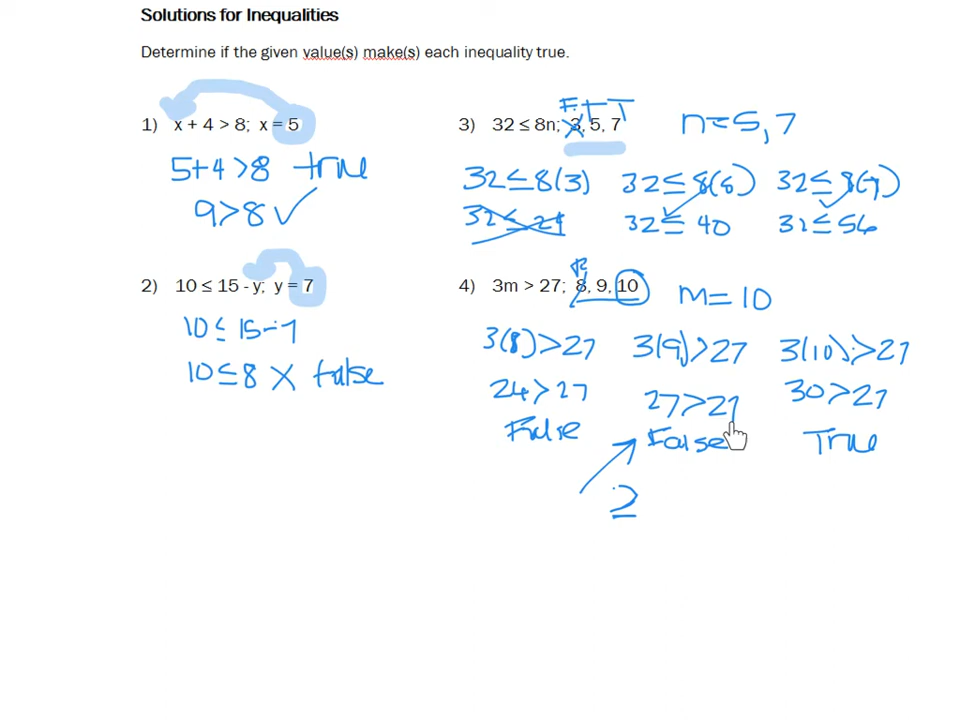 Solutions for Inequalities
Determine if the given value(s) make(s) each inequality true.
1) x + 4 > 8; x = 5
5+4 >8 true
9>8 ✓
2) 10 ≤ 15 - y; y = 7
10 ≤ 15-7
10 ≤ 8 X false
F T T
3) 32 ≤ 8n; 3, 5, 7 n=5,7
32 ≤ 8(3) 32 ≤ 8(5) 32 ≤ 8(7)
32 ≤ 24 32 ≤ 40 32 ≤ 56
4) 3m > 27; 8, 9, 10 m=10
3(8)>27 3(9)>27 3(10)>27
24>27 27>27 30>27
False False True
≥